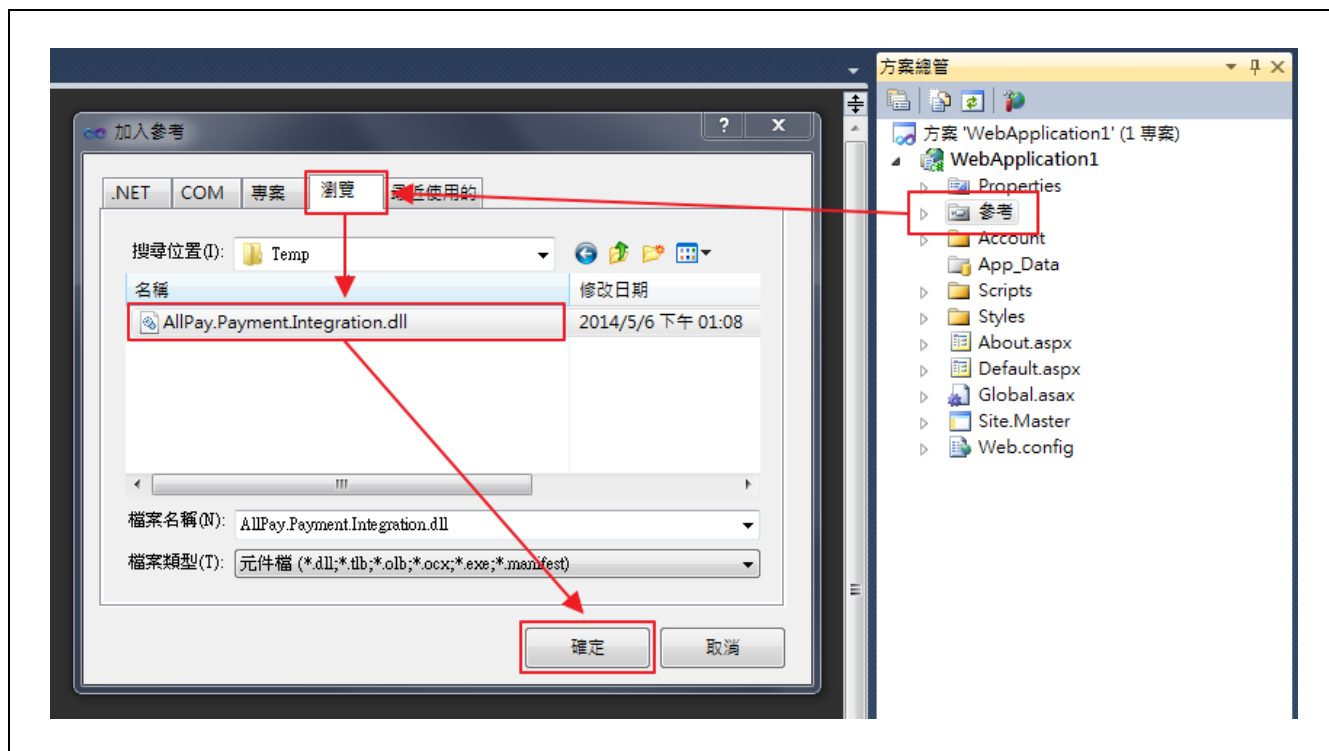 方案總管
加入參考
方案 'WebApplication1' (1 專案)
WebApplication1
Properties
參考
Account
App_Data
Scripts
Styles
About.aspx
Default.aspx
Global.asax
Site.Master
Web.config
.NET COM 專案 瀏覽 最近使用的
搜尋位置(I): Temp
名稱 修改日期
AllPay.Payment.Integration.dll 2014/5/6 下午 01:08
檔案名稱(N): AllPay.Payment.Integration.dll
檔案類型(T): 元件檔 (*.dll;*.tlb;*.olb;*.ocx;*.exe;*.manifest)
確定 取消